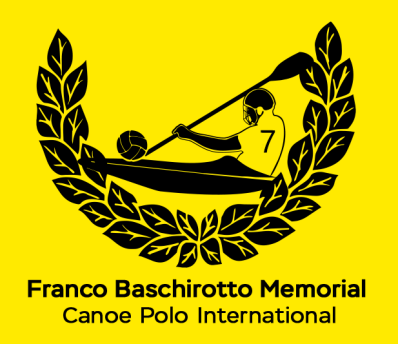 7
Franco Baschirotto Memorial
Canoe Polo International